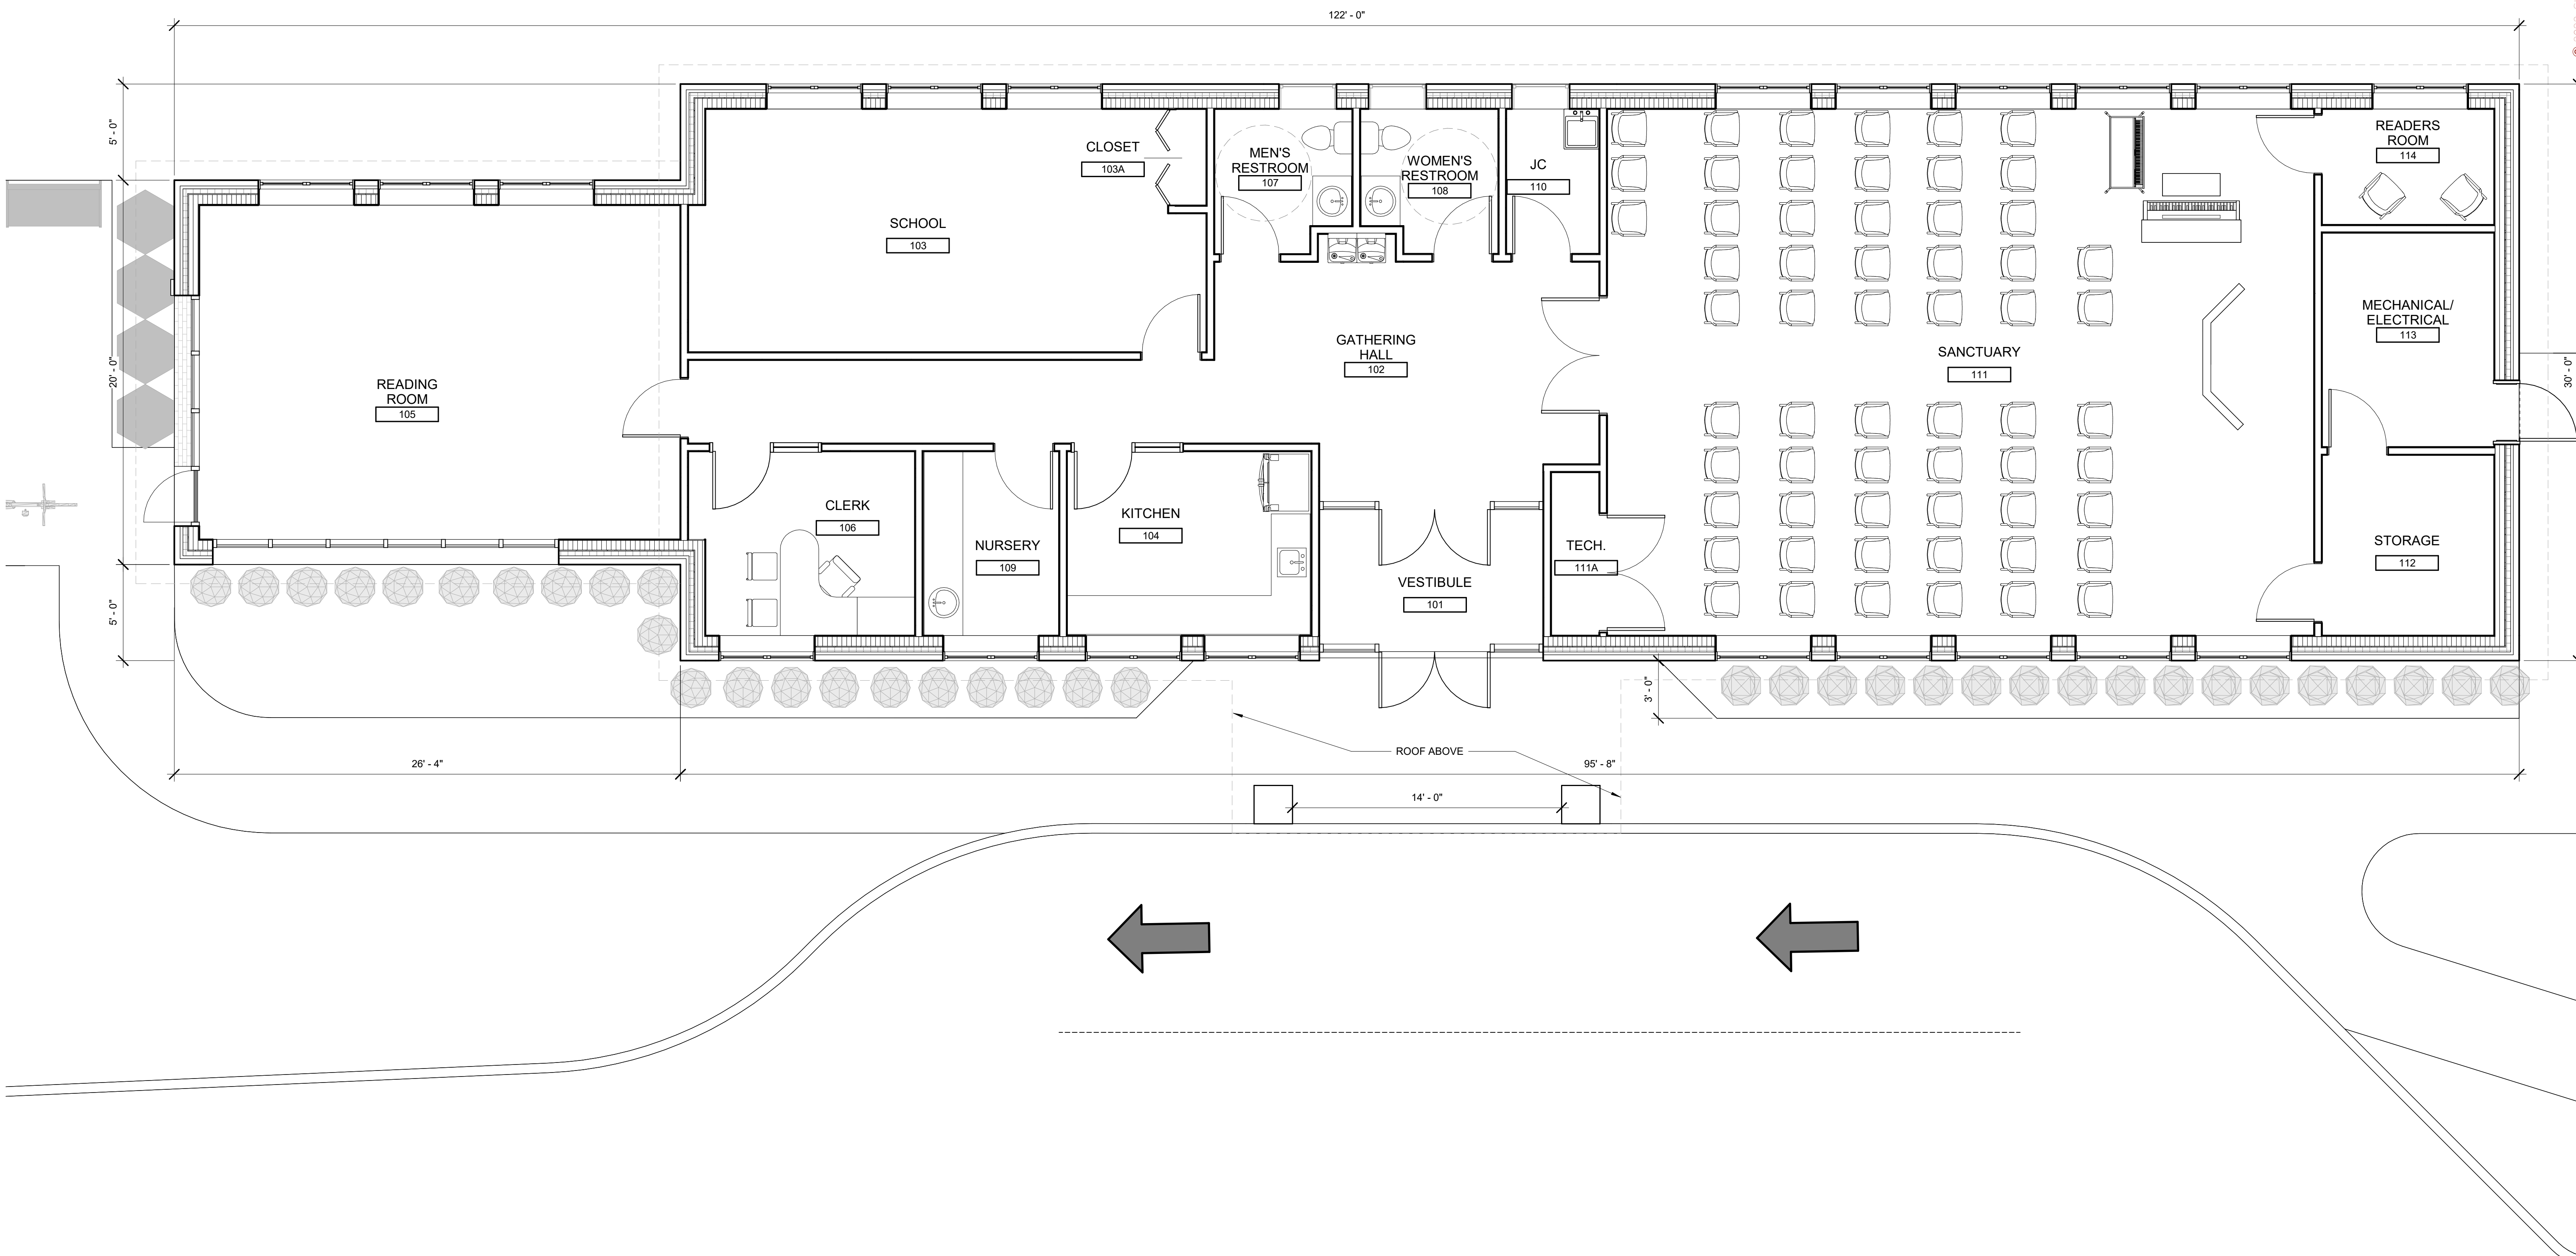 122' - 0"
5' - 0"
READERS
ROOM
114
CLOSET
103A
MEN'S
RESTROOM
107
WOMEN'S
RESTROOM
108
JC
110
SCHOOL
103
20' - 0"
READING
ROOM
105
GATHERING
HALL
102
SANCTUARY
111
MECHANICAL/
ELECTRICAL
113
30' - 0"
CLERK
106
NURSERY
109
KITCHEN
104
VESTIBULE
101
TECH.
111A
STORAGE
112
5' - 0"
3' - 0"
ROOF ABOVE
26' - 4"
95' - 8"
14' - 0"